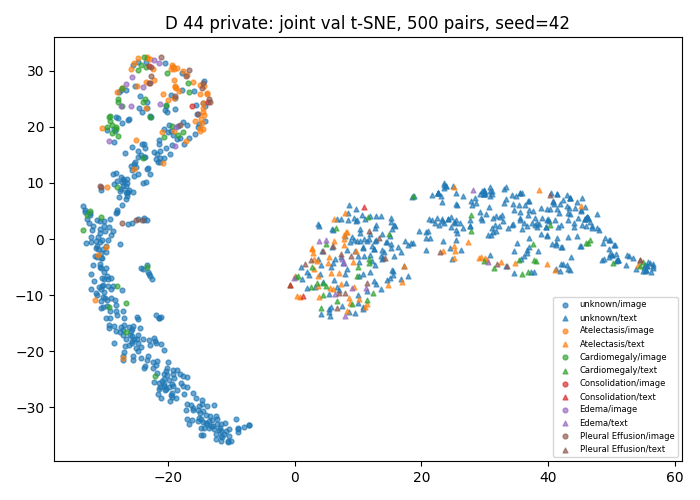 D 44 private: joint val t-SNE, 500 pairs, seed=42
30
20
10
0
−10
−20
−30
−20
0
20
40
60
unknown/image
unknown/text
Atelectasis/image
Atelectasis/text
Cardiomegaly/image
Cardiomegaly/text
Consolidation/image
Consolidation/text
Edema/image
Edema/text
Pleural Effusion/image
Pleural Effusion/text